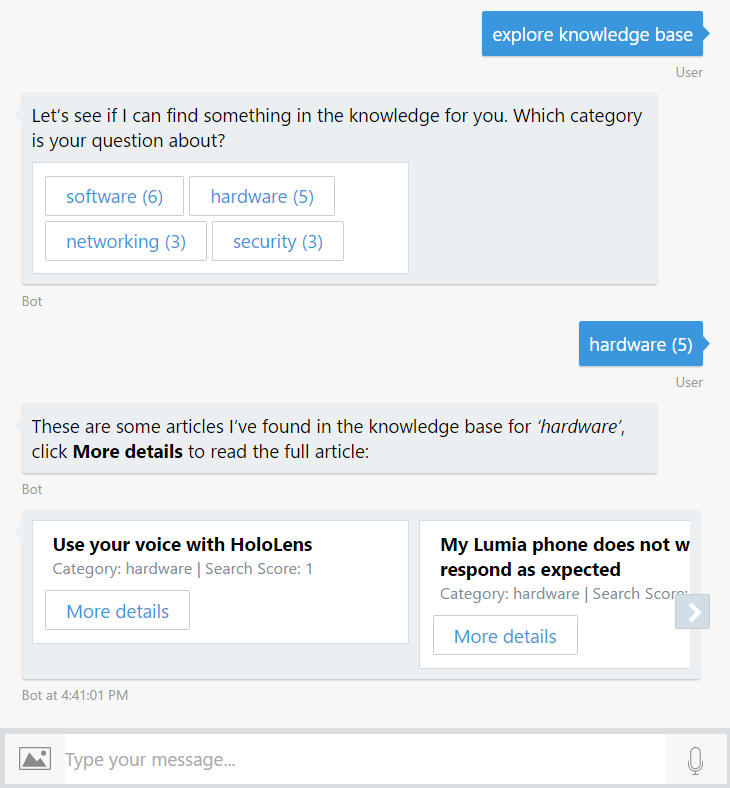 explore knowledge base
User
Let’s see if I can find something in the knowledge for you. Which category
is your question about?
software (6)
hardware (5)
networking (3)
security (3)
Bot
hardware (5)
User
These are some articles I’ve found in the knowledge base for ‘hardware’,
click More details to read the full article:
Bot
Use your voice with HoloLens
Category: hardware | Search Score: 1
More details
My Lumia phone does not
respond as expected
Category: hardware | Search Score:
More details
Bot at 4:41:01 PM
Type your message...